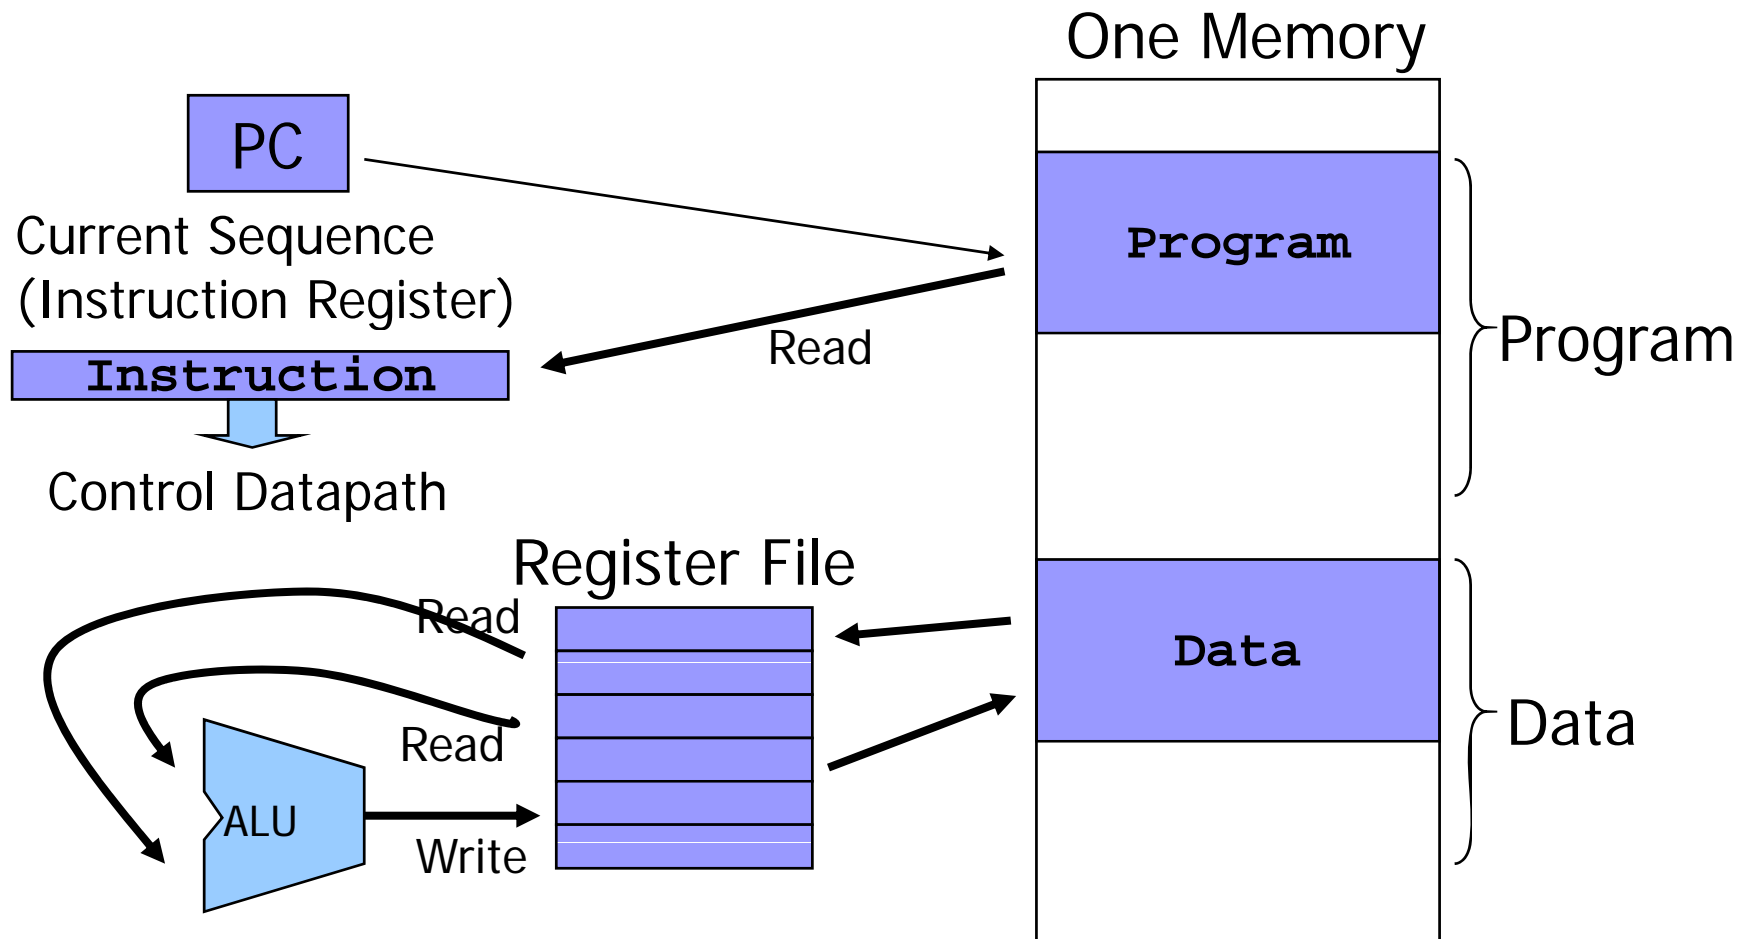 One Memory
PC
Current Sequence
(Instruction Register)
Instruction
Control Datapath
Read
Program
Program
Register File
Read
Read
ALU
Write
Data
Data